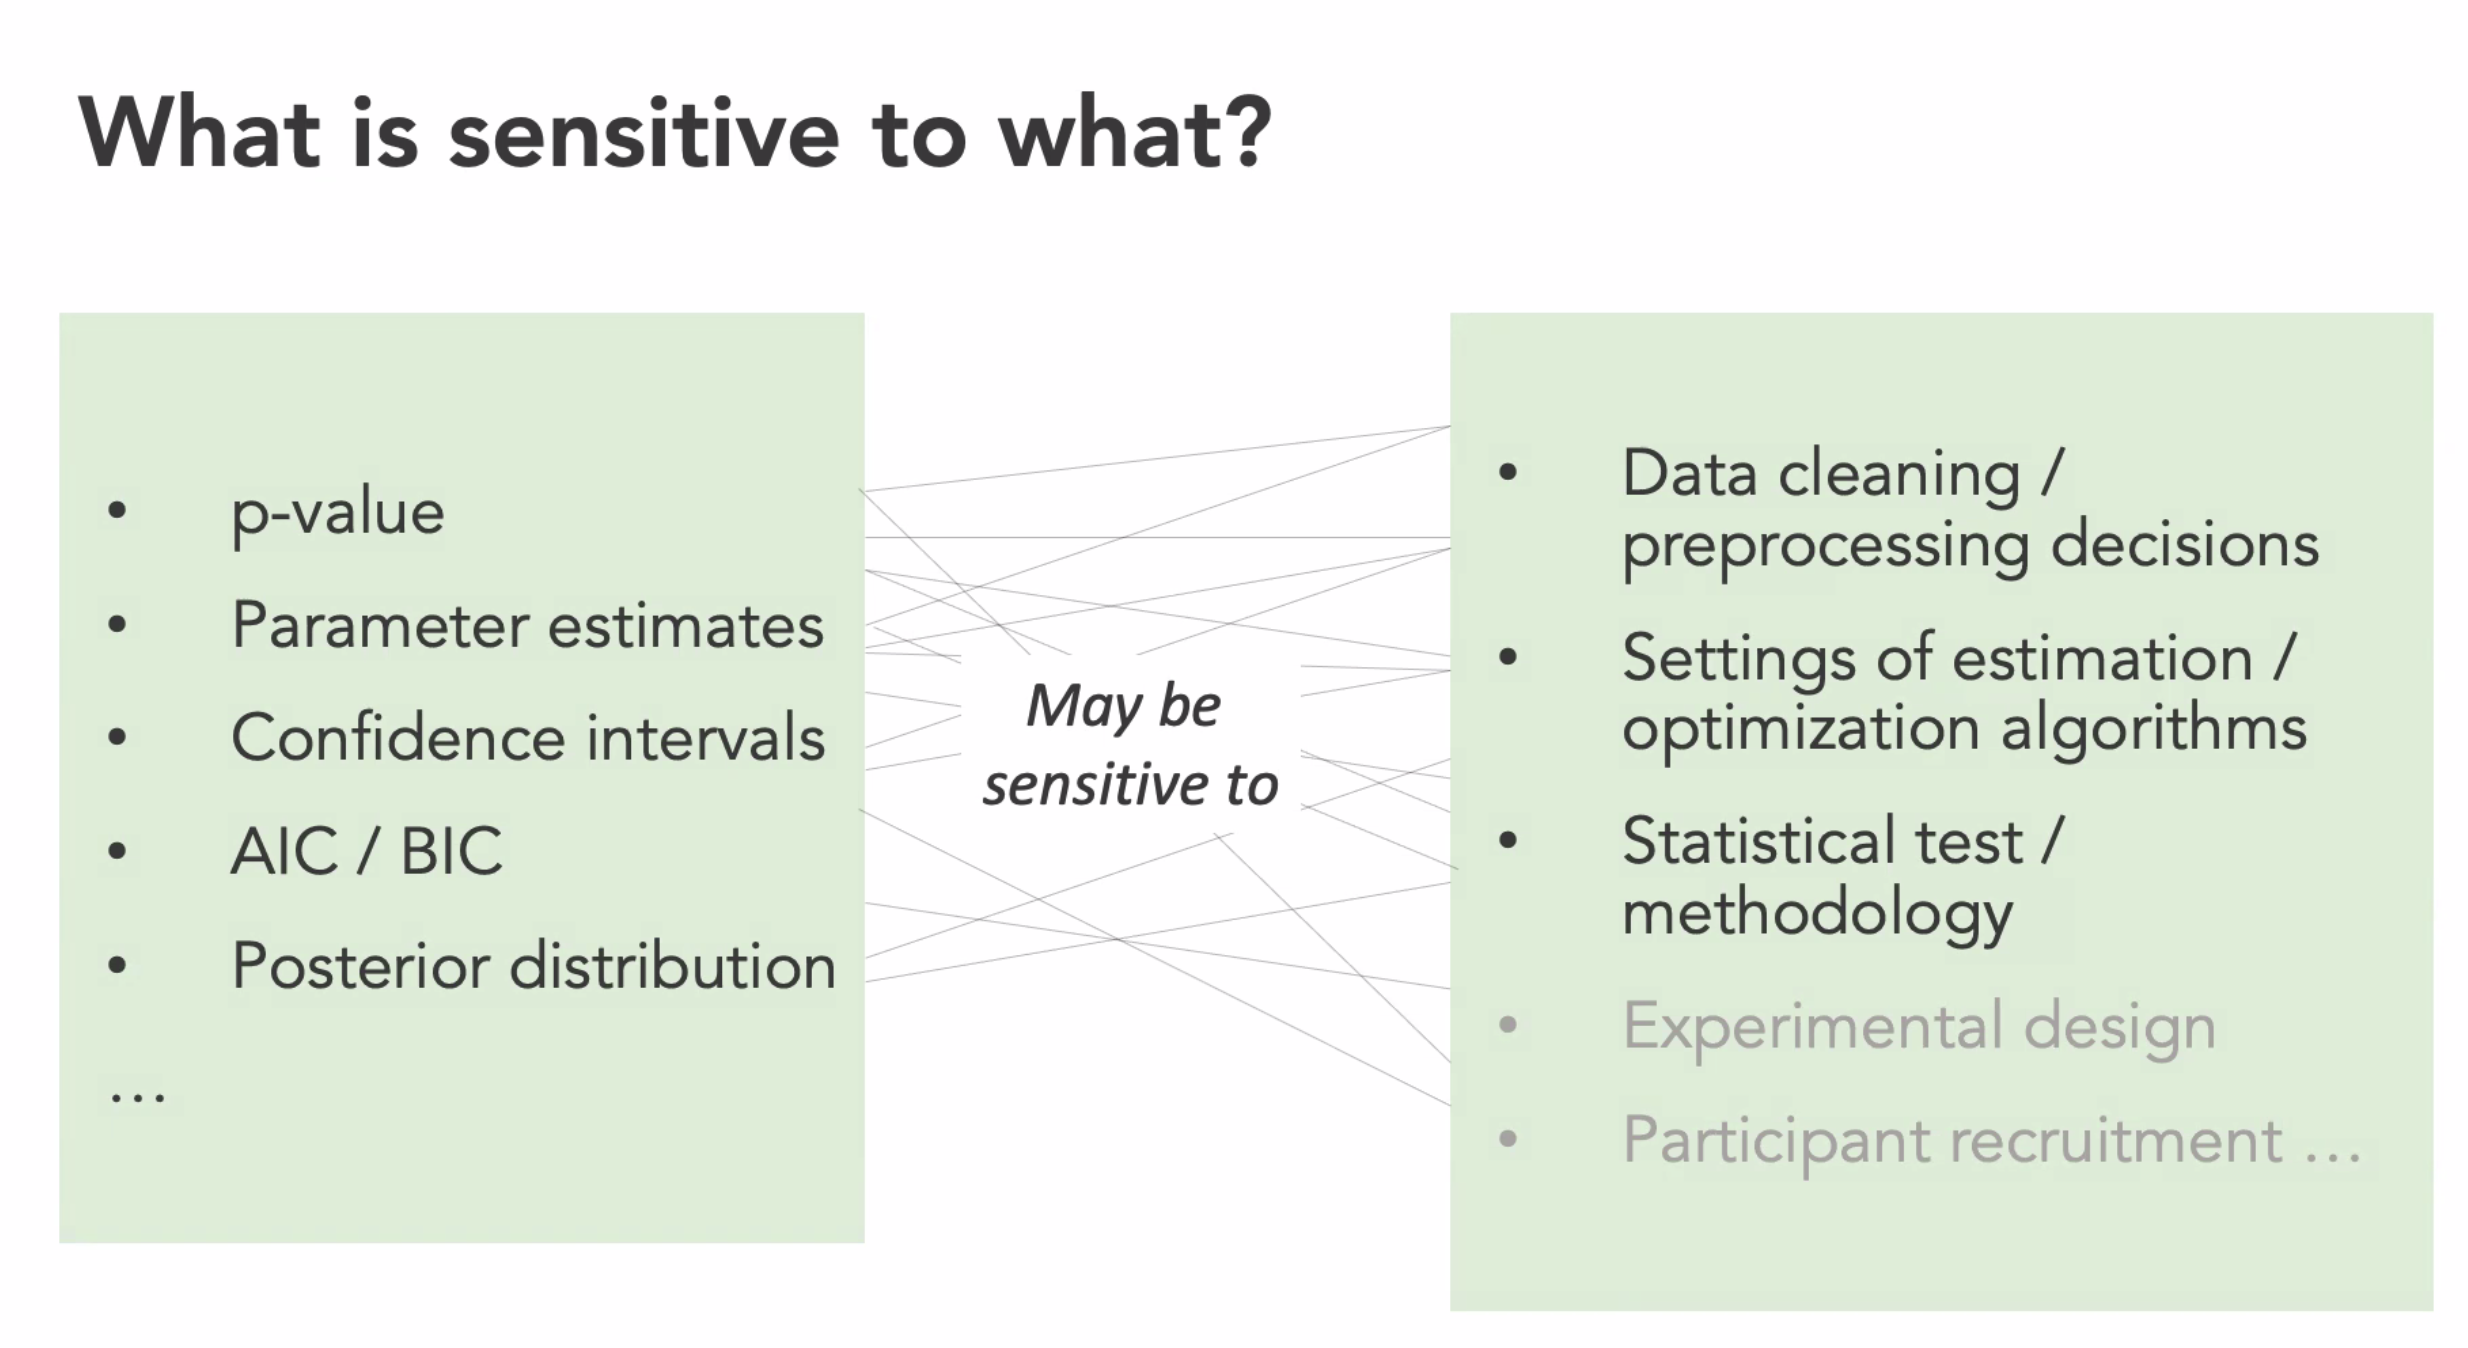 What is sensitive to what?
• p-value
• Parameter estimates
• Confidence intervals
• AIC / BIC
• Posterior distribution
…
May be
sensitive to
• Data cleaning /
preprocessing decisions
• Settings of estimation /
optimization algorithms
• Statistical test /
methodology
• Experimental design
• Participant recruitment …